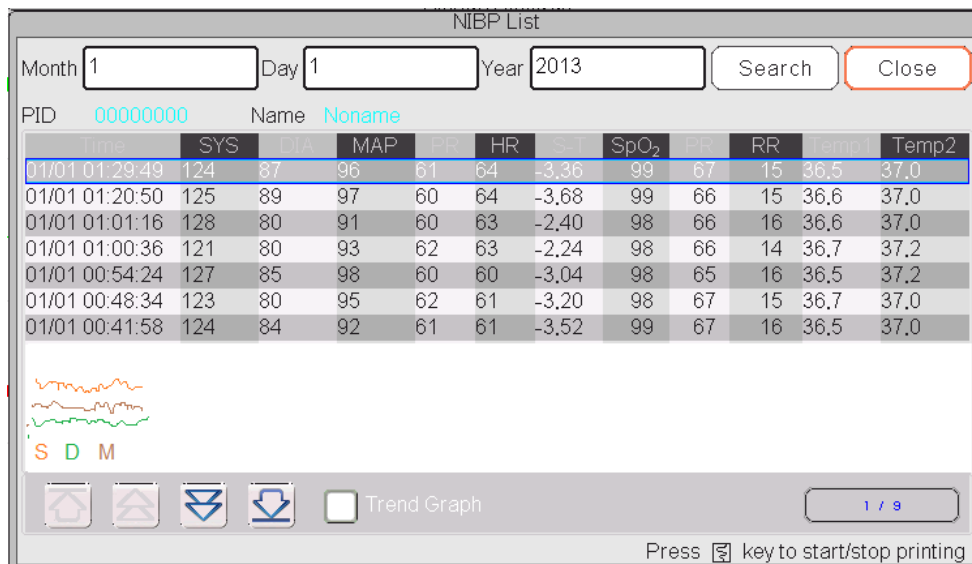 NIBP List
Month 1 Day 1 Year 2013 Search Close
PID 00000000 Name Noname
Time SYS DIA MAP PR HR S-T SpO₂ PR RR Temp1 Temp2
01/01 01:29:49 124 87 96 61 64 -3.36 99 67 15 36.5 37.0
01/01 01:20:50 125 89 97 60 64 -3.68 99 66 15 36.6 37.0
01/01 01:01:16 128 80 91 60 63 -2.40 98 66 16 36.6 37.0
01/01 01:00:36 121 80 93 62 63 -2.24 98 66 14 36.7 37.2
01/01 00:54:24 127 85 98 60 60 -3.04 98 65 16 36.5 37.2
01/01 00:48:34 123 80 95 62 61 -3.20 98 67 15 36.7 37.0
01/01 00:41:58 124 84 92 61 61 -3.52 99 67 16 36.5 37.0
S D M
Trend Graph 1 / 9
Press key to start/stop printing